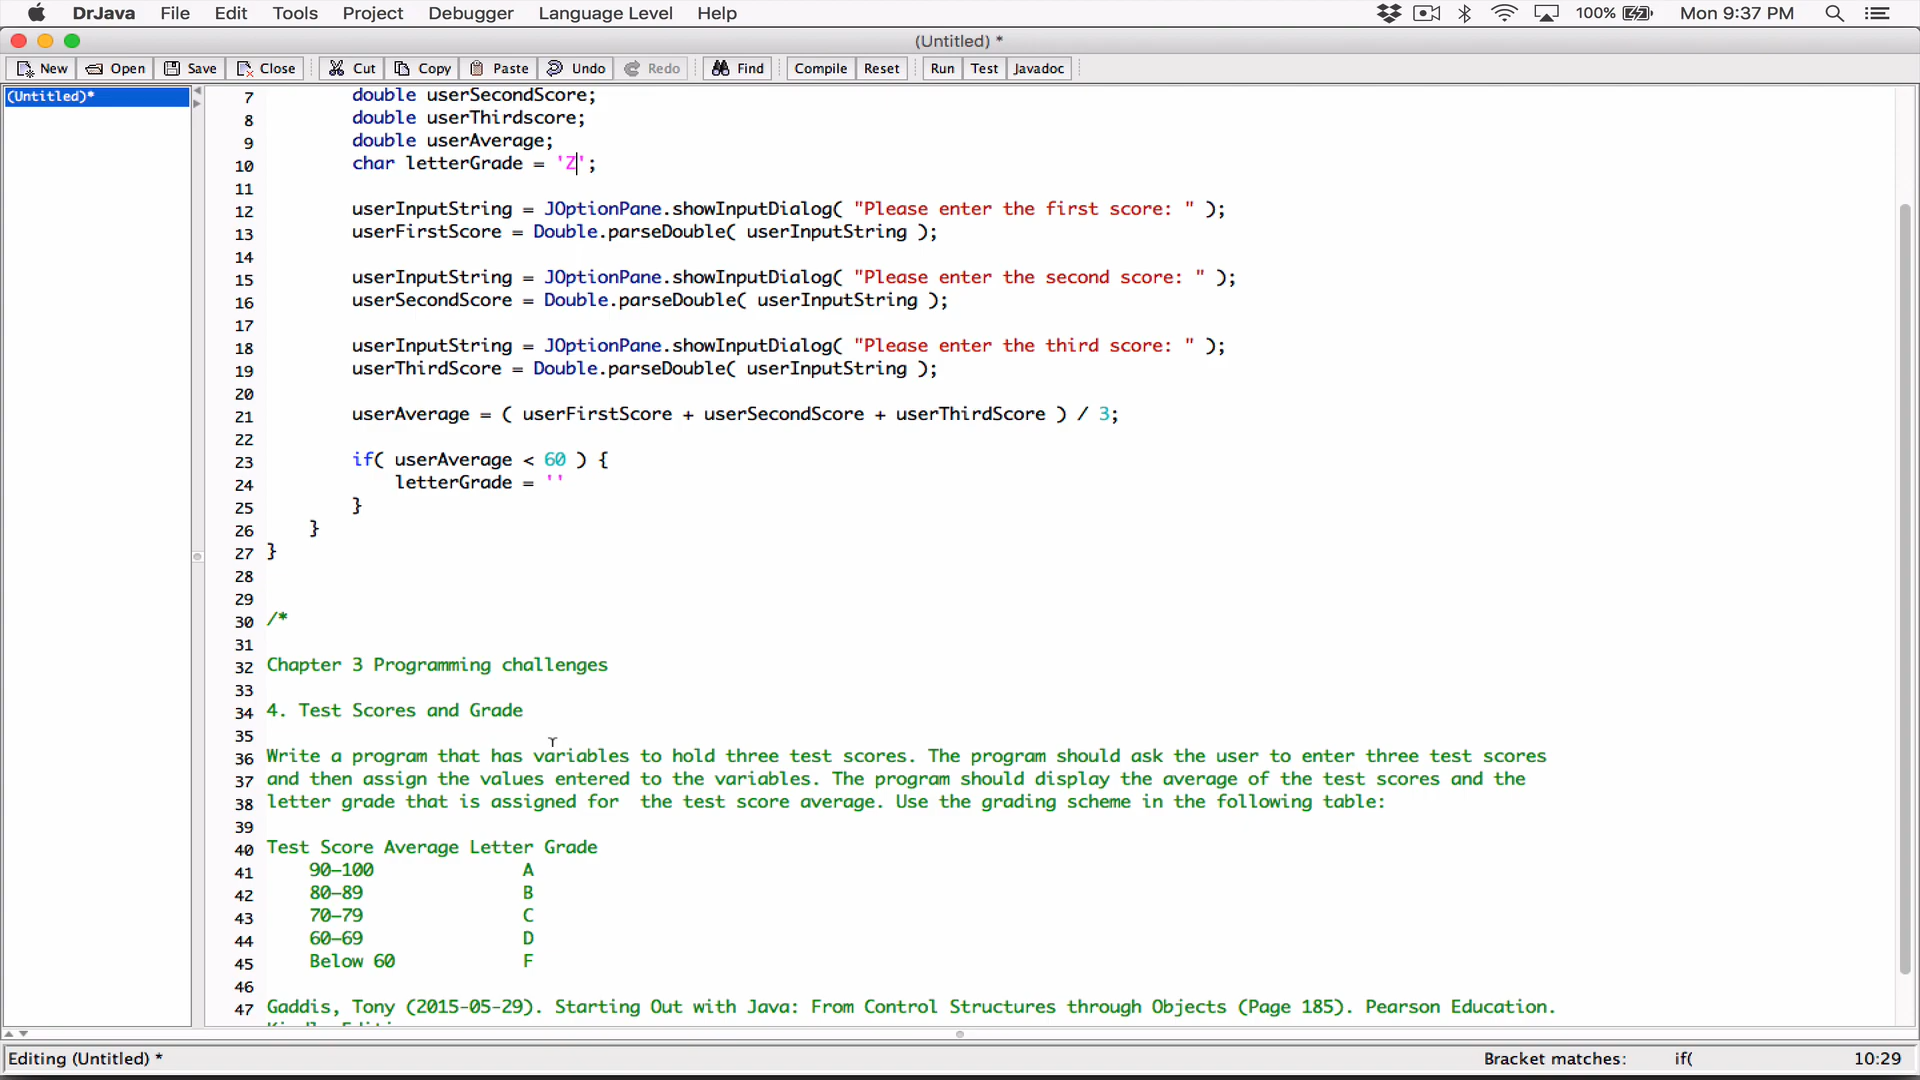 DrJava File Edit Tools Project Debugger Language Level Help 100% Mon 9:37 PM
(Untitled) *
New Open Save Close Cut Copy Paste Undo Redo Find Compile Reset Run Test Javadoc
(Untitled)*
7 double userSecondScore;
8 double userThirdscore;
9 double userAverage;
10 char letterGrade = 'Z';
11
12 userInputString = JOptionPane.showInputDialog( "Please enter the first score: " );
13 userFirstScore = Double.parseDouble( userInputString );
14
15 userInputString = JOptionPane.showInputDialog( "Please enter the second score: " );
16 userSecondScore = Double.parseDouble( userInputString );
17
18 userInputString = JOptionPane.showInputDialog( "Please enter the third score: " );
19 userThirdScore = Double.parseDouble( userInputString );
20
21 userAverage = ( userFirstScore + userSecondScore + userThirdScore ) / 3;
22
23 if( userAverage < 60 ) {
24 letterGrade = ''
25 }
26 }
27 }
28
29
30 /*
31
32 Chapter 3 Programming challenges
33
34 4. Test Scores and Grade
35
36 Write a program that has variables to hold three test scores. The program should ask the user to enter three test scores
37 and then assign the values entered to the variables. The program should display the average of the test scores and the
38 letter grade that is assigned for  the test score average. Use the grading scheme in the following table:
39
40 Test Score Average Letter Grade
41 90–100 A
42 80–89 B
43 70–79 C
44 60–69 D
45 Below 60 F
46
47 Gaddis, Tony (2015-05-29). Starting Out with Java: From Control Structures through Objects (Page 185). Pearson Education.
Editing (Untitled) * Bracket matches: if( 10:29